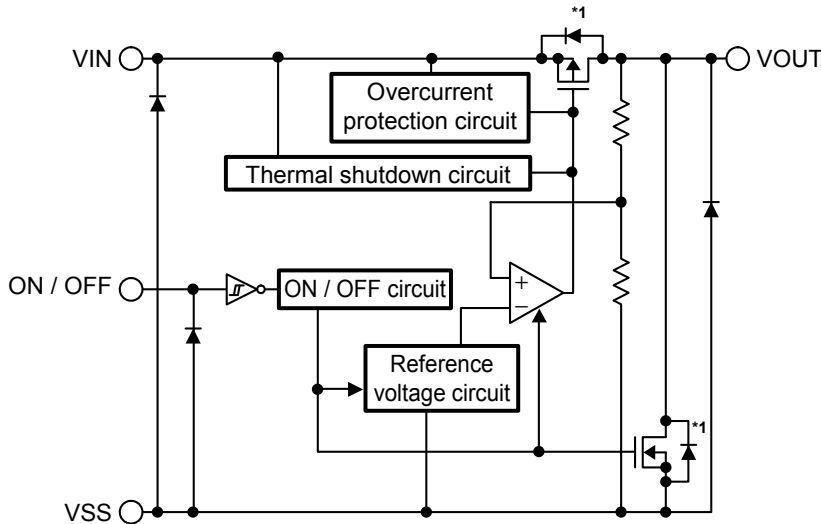 *1
VIN
VOUT
Overcurrent
protection circuit
Thermal shutdown circuit
ON / OFF
ON / OFF circuit
+
−
Reference
voltage circuit
*1
VSS